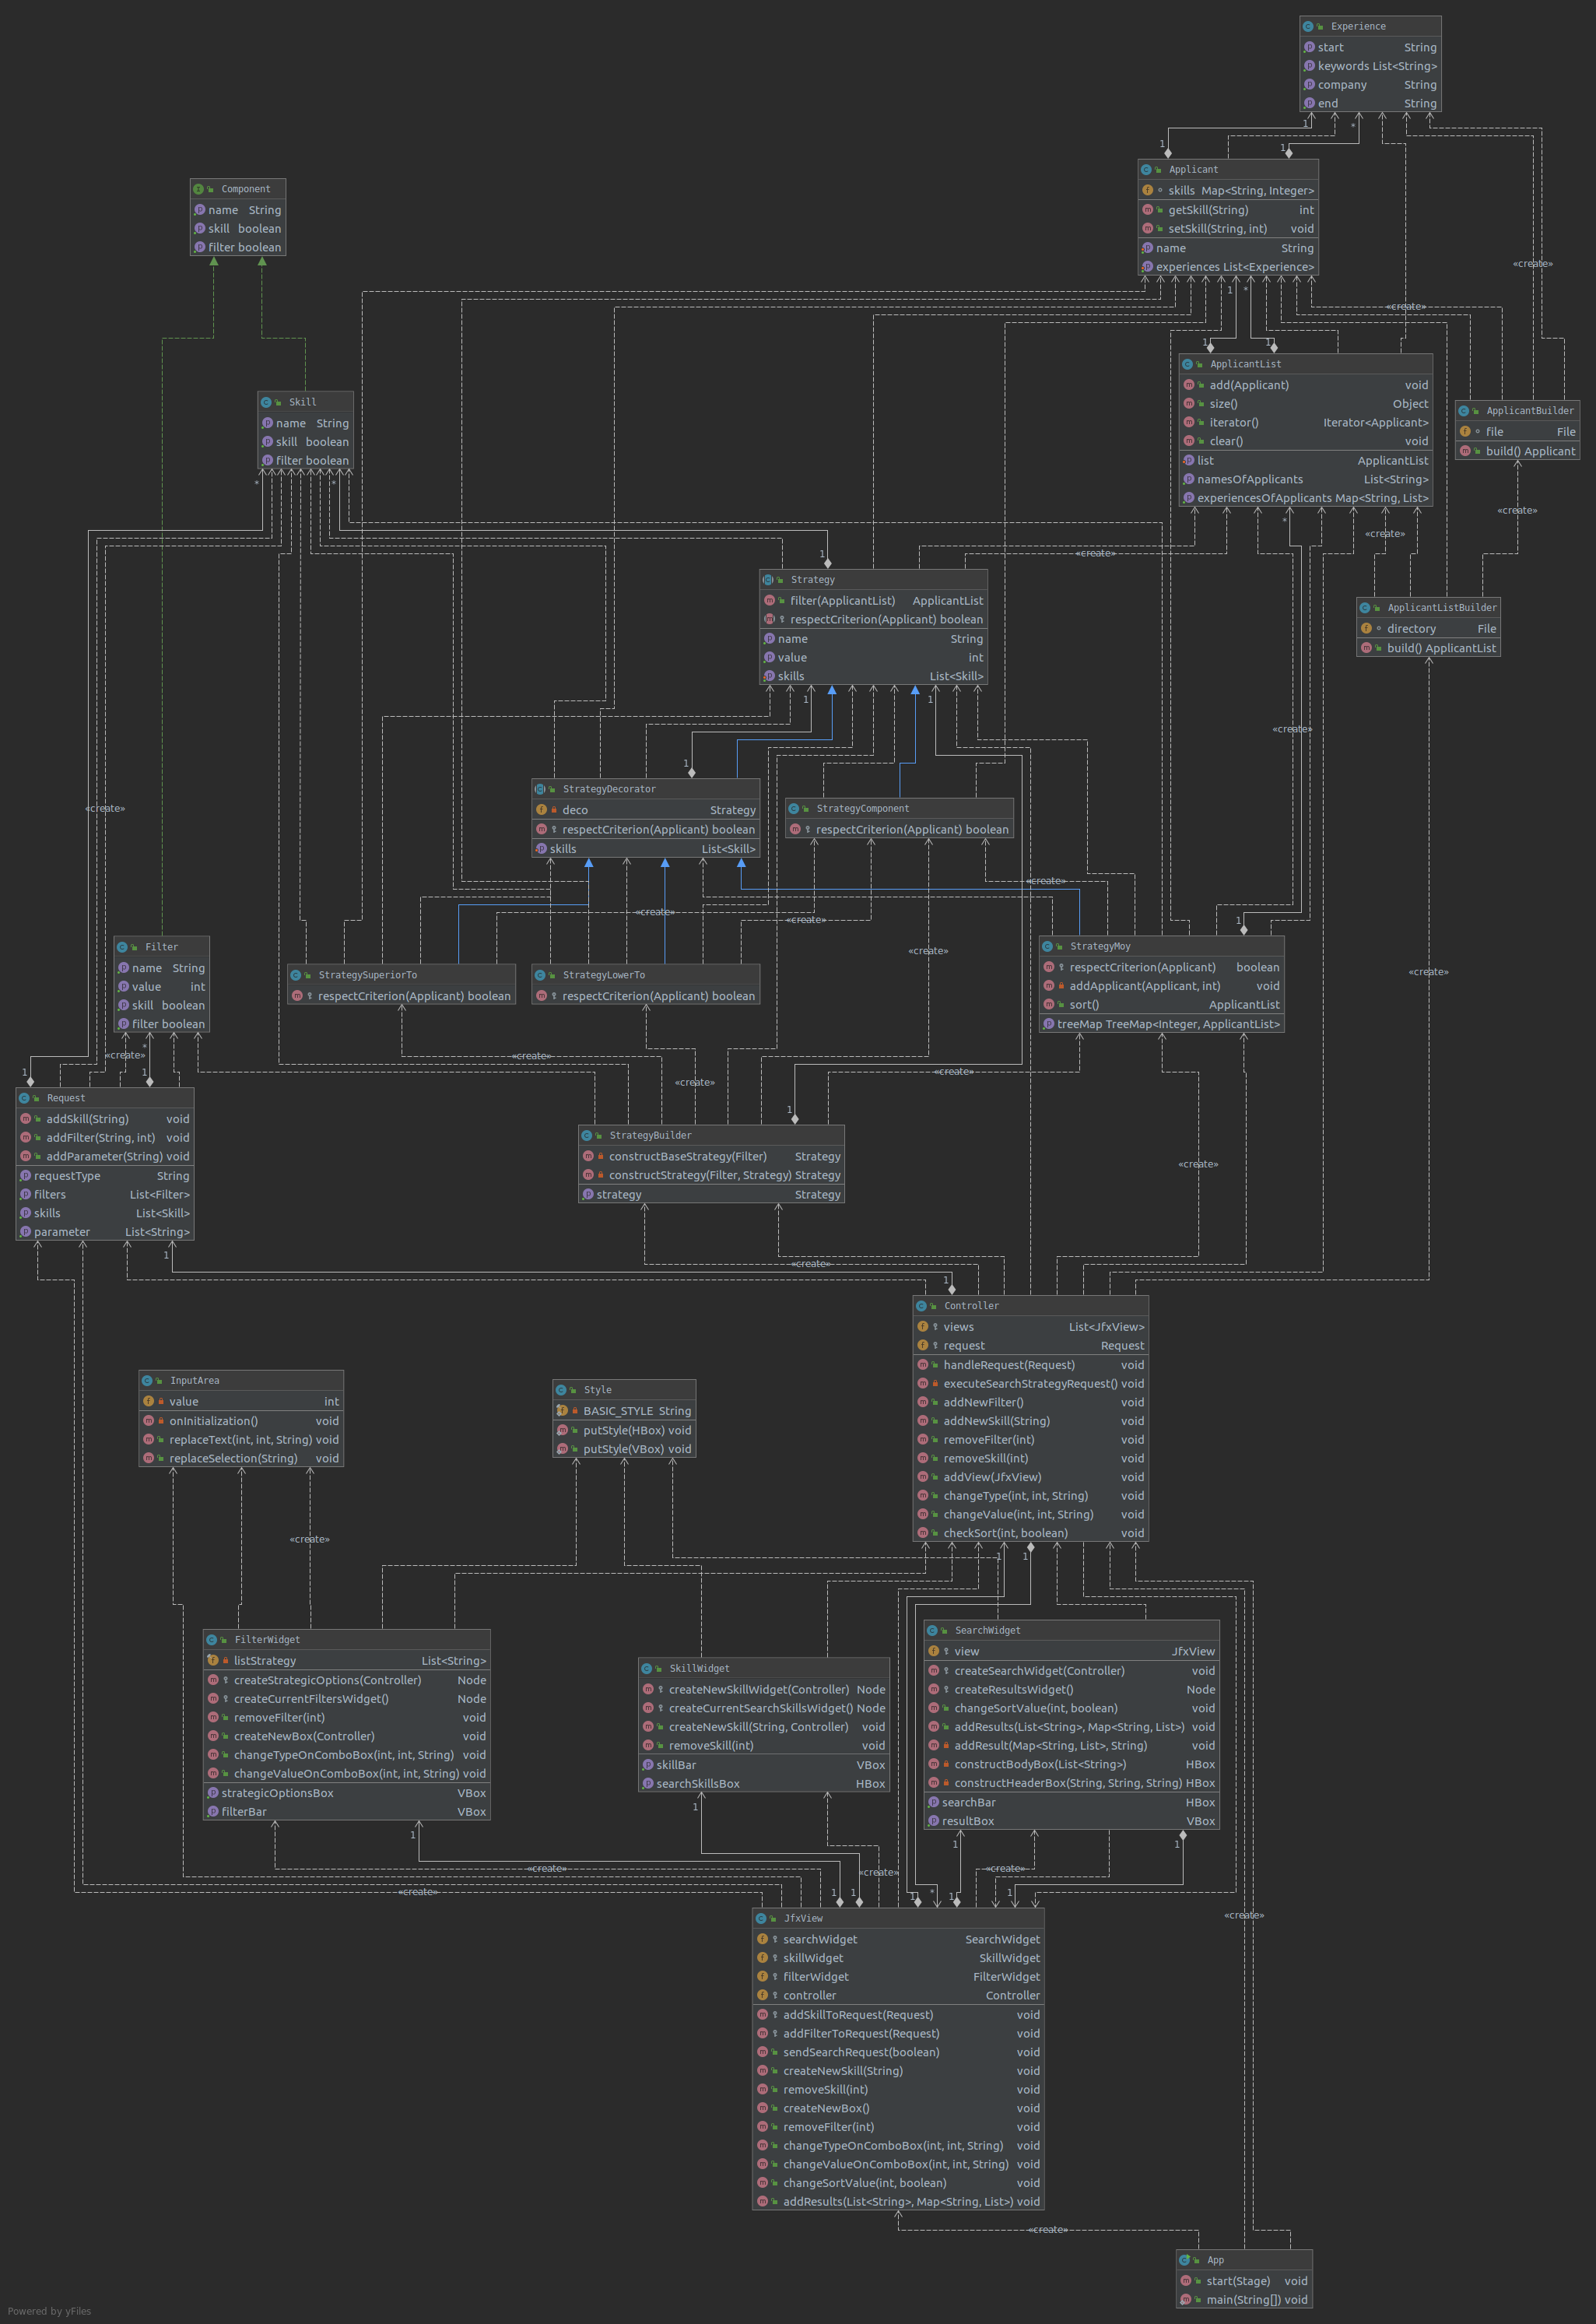 Experience
start String
keywords List<String>
company String
end String
1
*
1
1
Applicant
skills Map<String, Integer>
getSkill(String) int
setSkill(String, int) void
name String
experiences List<Experience>
Component
name String
skill boolean
filter boolean
«create»
«create»
1
*
1
1
ApplicantList
add(Applicant) void
size() Object
iterator() Iterator<Applicant>
clear() void
list ApplicantList
namesOfApplicants List<String>
experiencesOfApplicants Map<String, List>
Skill
name String
skill boolean
filter boolean
ApplicantBuilder
file File
build() Applicant
*
*
«create»
*
«create»
«create»
1
Strategy
filter(ApplicantList) ApplicantList
respectCriterion(Applicant) boolean
name String
value int
skills List<Skill>
ApplicantListBuilder
directory File
build() ApplicantList
1
1
«create»
1
StrategyDecorator
deco Strategy
respectCriterion(Applicant) boolean
skills List<Skill>
StrategyComponent
respectCriterion(Applicant) boolean
«create»
«create»
«create»
«create»
1
«create»
«create»
Filter
name String
value int
skill boolean
filter boolean
StrategySuperiorTo
respectCriterion(Applicant) boolean
StrategyLowerTo
respectCriterion(Applicant) boolean
StrategyMoy
respectCriterion(Applicant) boolean
addApplicant(Applicant, int) void
sort() ApplicantList
treeMap TreeMap<Integer, ApplicantList>
*
«create»
«create»
1
1
«create»
«create»
1
Request
addSkill(String) void
addFilter(String, int) void
addParameter(String) void
requestType String
filters List<Filter>
skills List<Skill>
parameter List<String>
StrategyBuilder
constructBaseStrategy(Filter) Strategy
constructStrategy(Filter, Strategy) Strategy
strategy Strategy
«create»
1
«create»
1
Controller
views List<JfxView>
request Request
handleRequest(Request) void
executeSearchStrategyRequest() void
addNewFilter() void
addNewSkill(String) void
removeFilter(int) void
removeSkill(int) void
addView(JfxView) void
changeType(int, int, String) void
changeValue(int, int, String) void
checkSort(int, boolean) void
InputArea
value int
onInitialization() void
replaceText(int, int, String) void
replaceSelection(String) void
Style
BASIC_STYLE String
putStyle(HBox) void
putStyle(VBox) void
«create»
1
1
FilterWidget
listStrategy List<String>
createStrategicOptions(Controller) Node
createCurrentFiltersWidget() Node
removeFilter(int) void
createNewBox(Controller) void
changeTypeOnComboBox(int, int, String) void
changeValueOnComboBox(int, int, String) void
strategicOptionsBox VBox
filterBar VBox
SkillWidget
createNewSkillWidget(Controller) Node
createCurrentSearchSkillsWidget() Node
createNewSkill(String, Controller) void
removeSkill(int) void
skillBar VBox
searchSkillsBox HBox
SearchWidget
view JfxView
createSearchWidget(Controller) void
createResultsWidget() Node
changeSortValue(int, boolean) void
addResults(List<String>, Map<String, List>) void
addResult(Map<String, List>, String) void
constructBodyBox(List<String>) HBox
constructHeaderBox(String, String, String) HBox
searchBar HBox
resultBox VBox
1
1
1
1
«create»
«create»
«create»
«create»
1
1
1
*
1
1
«create»
JfxView
searchWidget SearchWidget
skillWidget SkillWidget
filterWidget FilterWidget
controller Controller
addSkillToRequest(Request) void
addFilterToRequest(Request) void
sendSearchRequest(boolean) void
createNewSkill(String) void
removeSkill(int) void
createNewBox() void
removeFilter(int) void
changeTypeOnComboBox(int, int, String) void
changeValueOnComboBox(int, int, String) void
changeSortValue(int, boolean) void
addResults(List<String>, Map<String, List>) void
«create»
App
start(Stage) void
main(String[]) void
Powered by yFiles